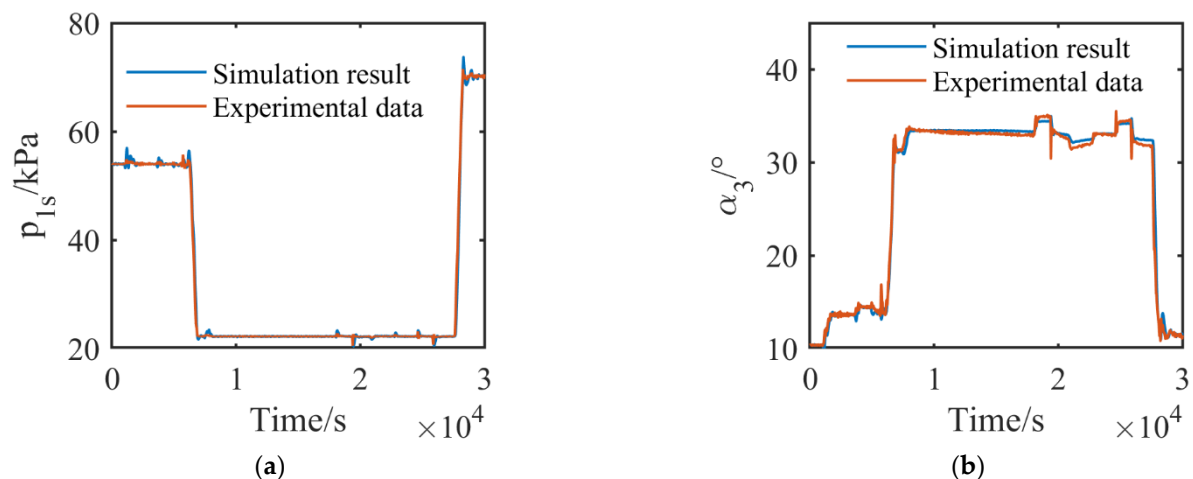 80
60
40
20
p1s/kPa
Simulation result
Experimental data
0 1 2 3
Time/s
×10^4
(a)
40
30
20
10
α3/°
Simulation result
Experimental data
0 1 2 3
Time/s
×10^4
(b)